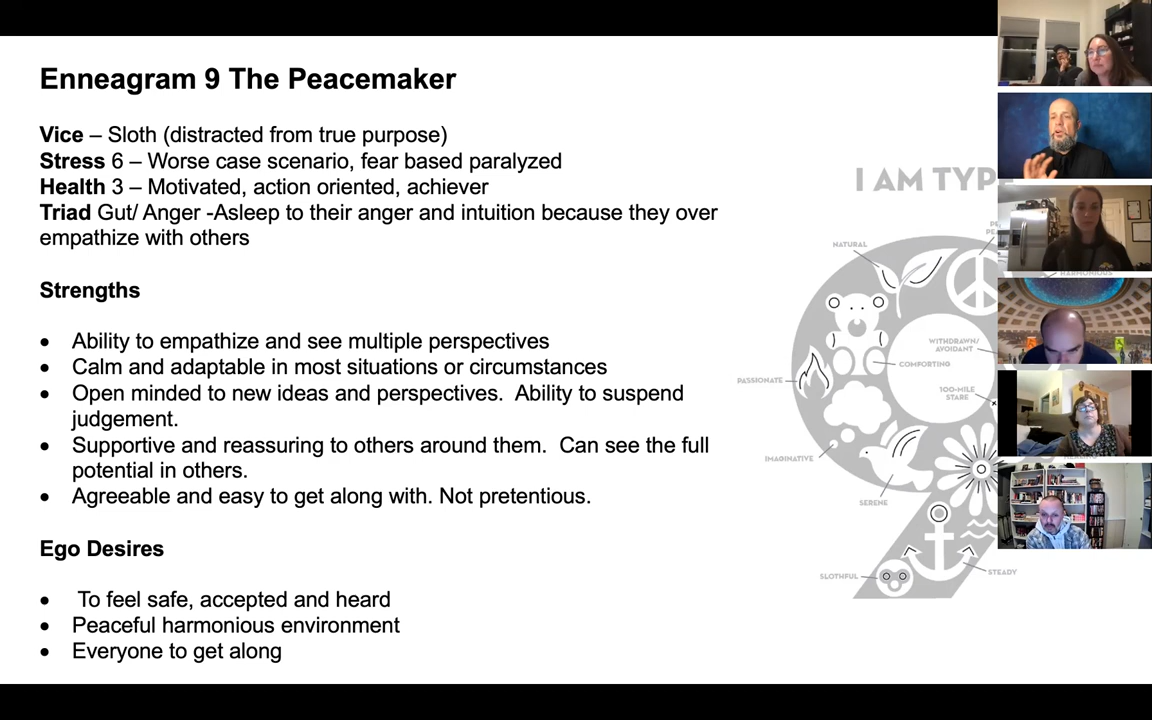 Enneagram 9 The Peacemaker
Vice – Sloth (distracted from true purpose)
Stress 6 – Worse case scenario, fear based paralyzed
Health 3 – Motivated, action oriented, achiever
Triad Gut/ Anger -Asleep to their anger and intuition because they over
empathize with others
Strengths
• Ability to empathize and see multiple perspectives
• Calm and adaptable in most situations or circumstances
• Open minded to new ideas and perspectives.  Ability to suspend
judgement.
• Supportive and reassuring to others around them.  Can see the full
potential in others.
• Agreeable and easy to get along with. Not pretentious.
Ego Desires
• To feel safe, accepted and heard
• Peaceful harmonious environment
• Everyone to get along
I AM TYPE
NATURAL
HARMONIOUS
WITHDRAWN/
AVOIDANT
COMFORTING
PASSIONATE
100-MILE
STARE
IMAGINATIVE
SERENE
SLOTHFUL
STEADY